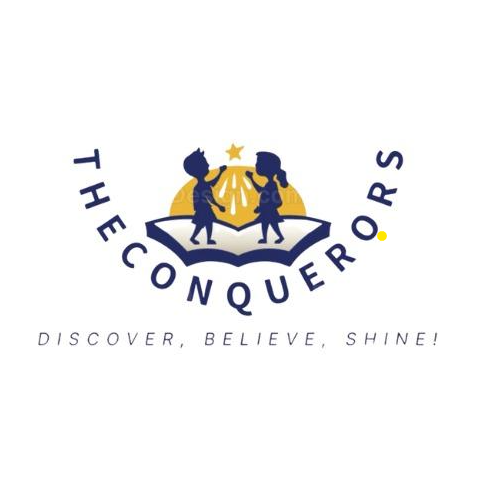 THECONQUERORS
DISCOVER, BELIEVE, SHINE!